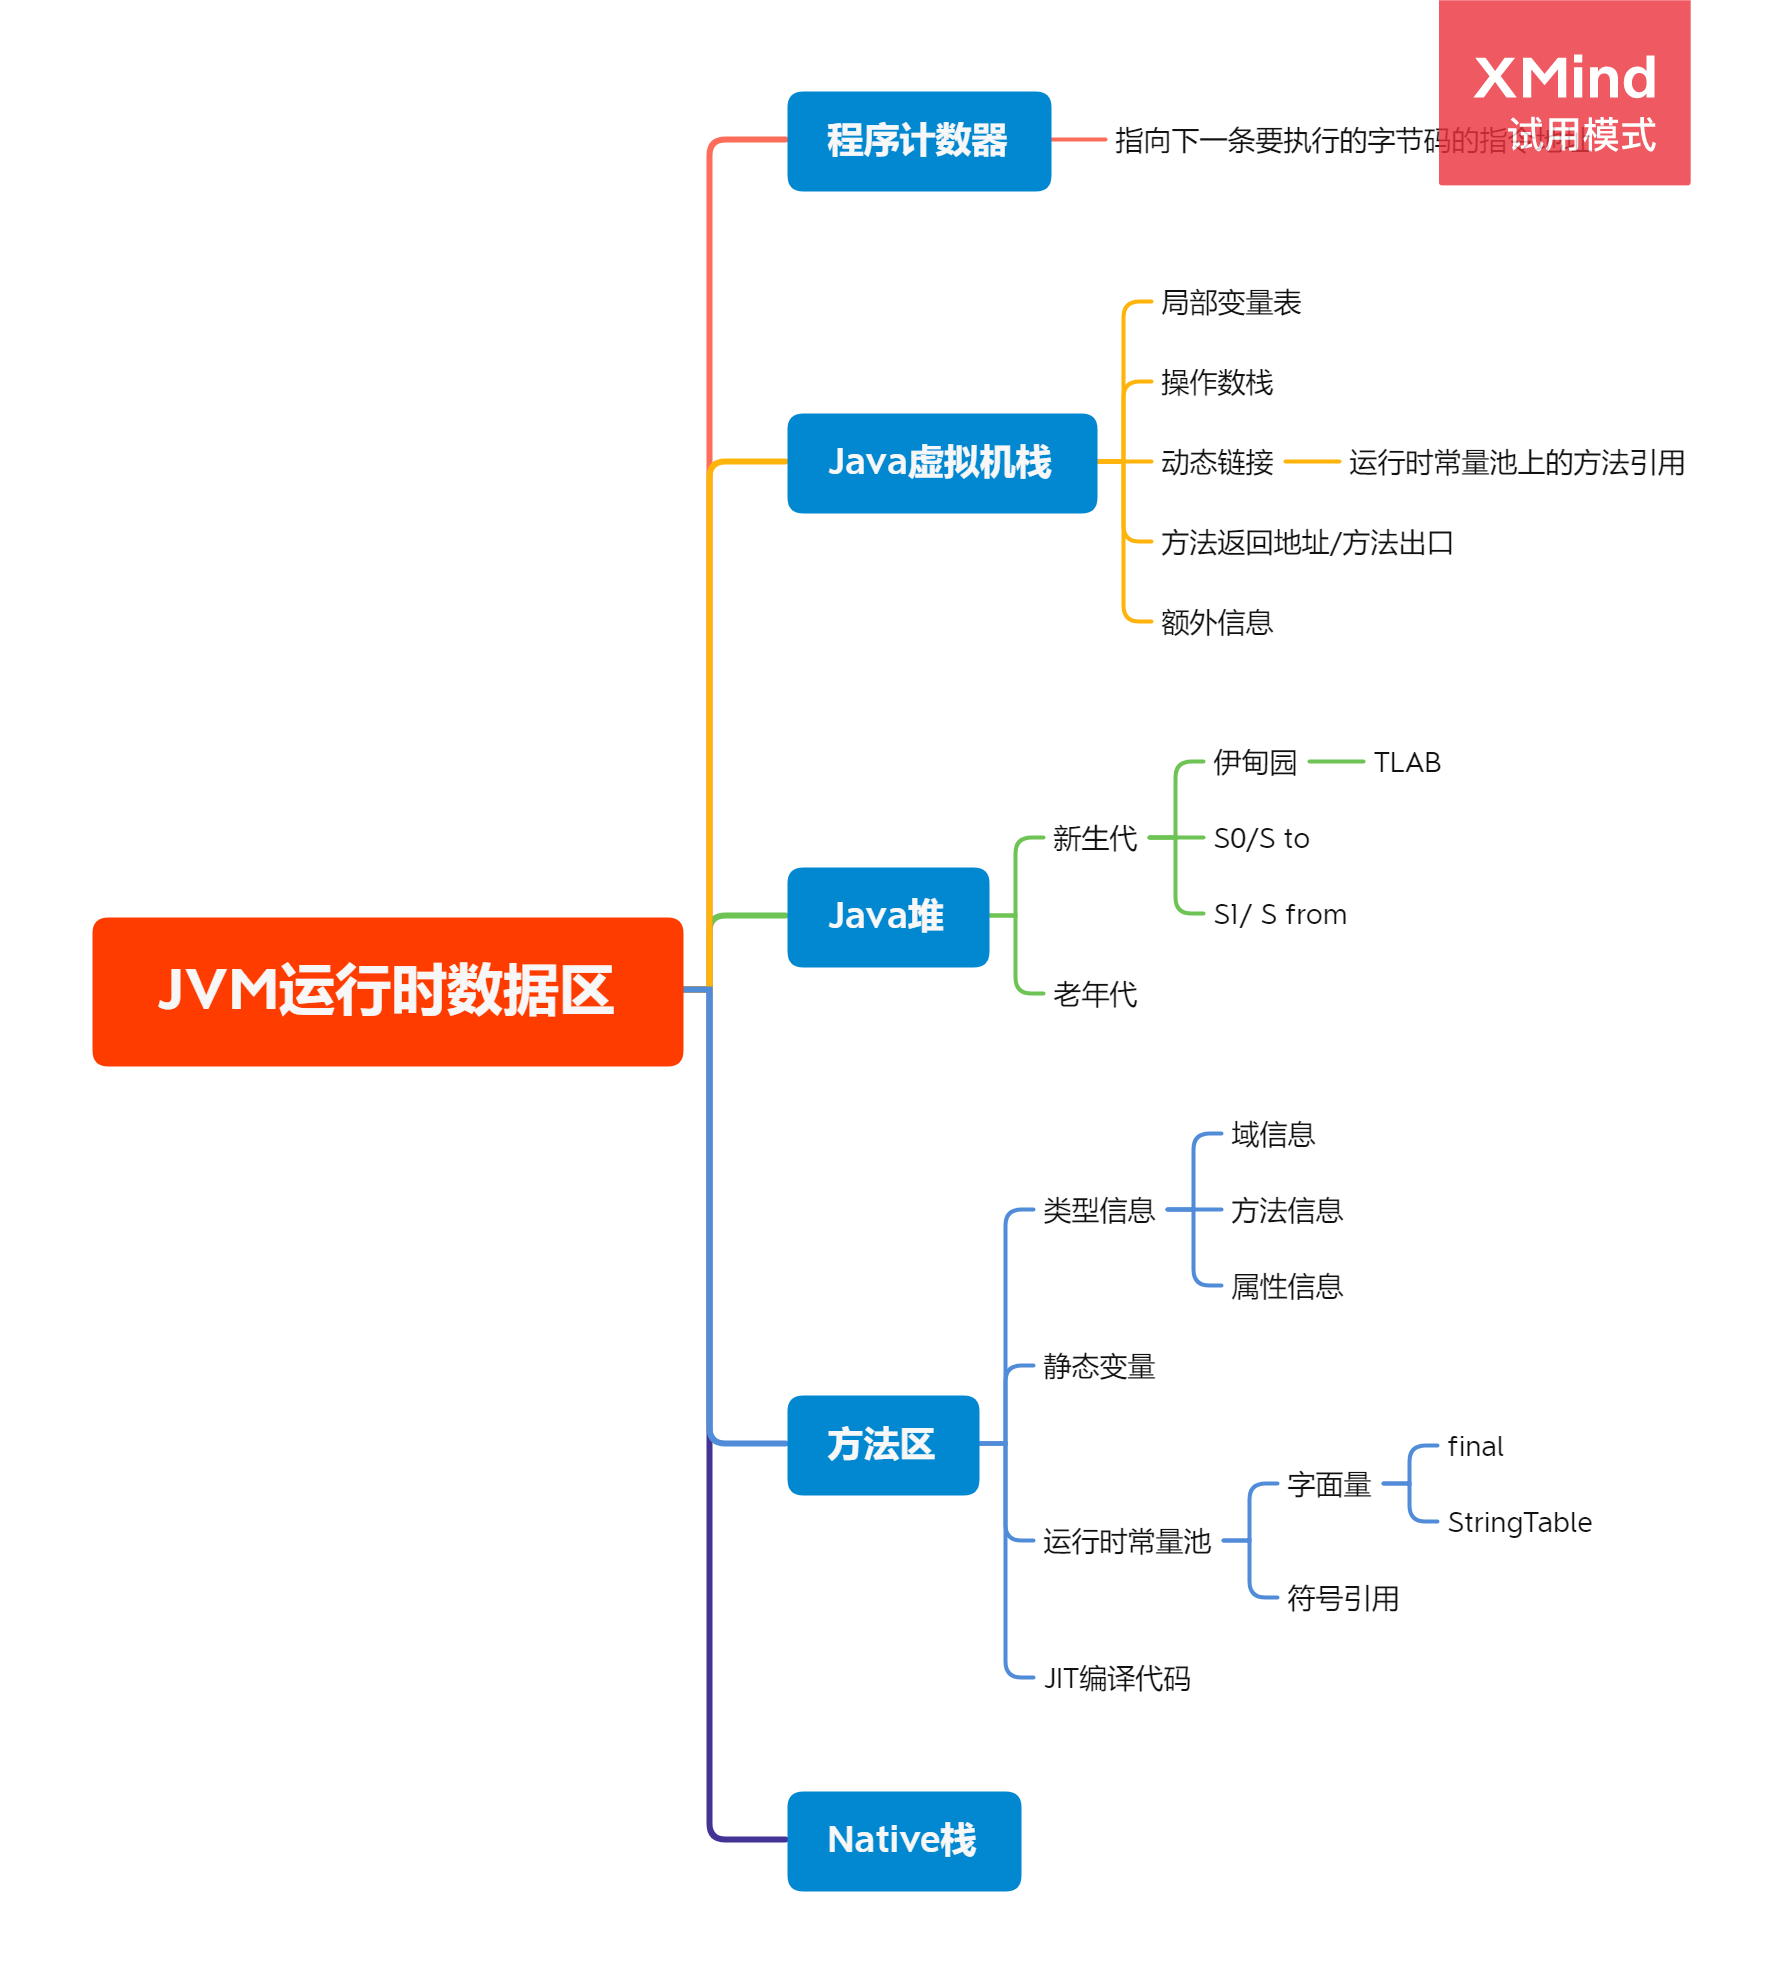 XMind
试用模式
程序计数器
指向下一条要执行的字节码的指令地址
局部变量表
操作数栈
Java虚拟机栈
动态链接
运行时常量池上的方法引用
方法返回地址/方法出口
额外信息
伊甸园
TLAB
新生代
S0/S to
S1/ S from
Java堆
老年代
JVM运行时数据区
域信息
类型信息
方法信息
属性信息
静态变量
方法区
final
字面量
StringTable
运行时常量池
符号引用
JIT编译代码
Native栈